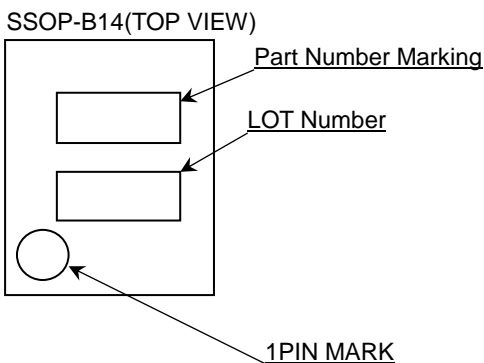 SSOP-B14(TOP VIEW)
Part Number Marking
LOT Number
1PIN MARK